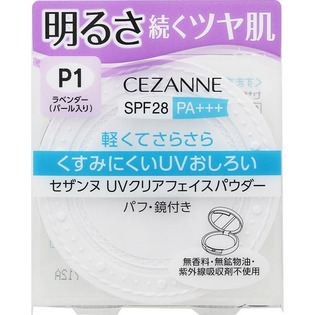 明るさ 続くツヤ肌
P1
ラベンダー
(パール入り)
CEZANNE
SPF28 PA+++
軽くてさらさら
くすみにくいUVおしろい
セザンヌ UVクリアフェイスパウダー
パフ・鏡付き
無香料・無鉱物油・
紫外線吸収剤不使用